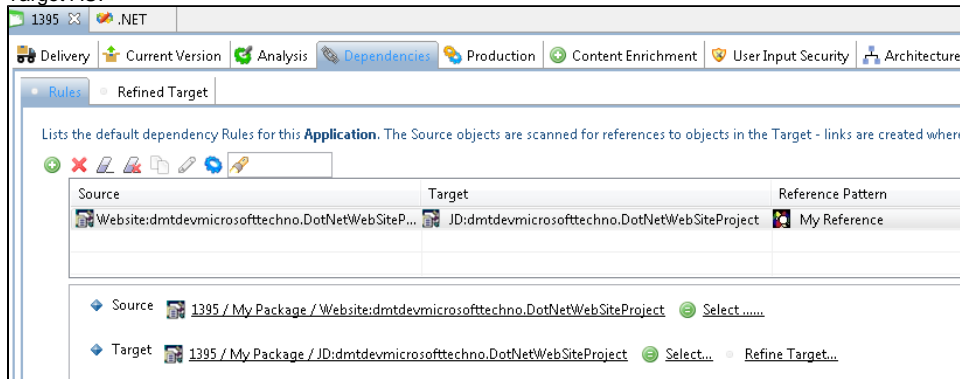 1395 .NET
Delivery Current Version Analysis Dependencies Production Content Enrichment User Input Security Architecture
Rules Refined Target
Lists the default dependency Rules for this Application. The Source objects are scanned for references to objects in the Target - links are created where
Source Target Reference Pattern
Website:dmtdevmicrosofttechno.DotNetWebSiteP... JD:dmtdevmicrosofttechno.DotNetWebSiteProject My Reference
Source 1395 / My Package / Website:dmtdevmicrosofttechno.DotNetWebSiteProject Select ......
Target 1395 / My Package / JD:dmtdevmicrosofttechno.DotNetWebSiteProject Select... Refine Target...